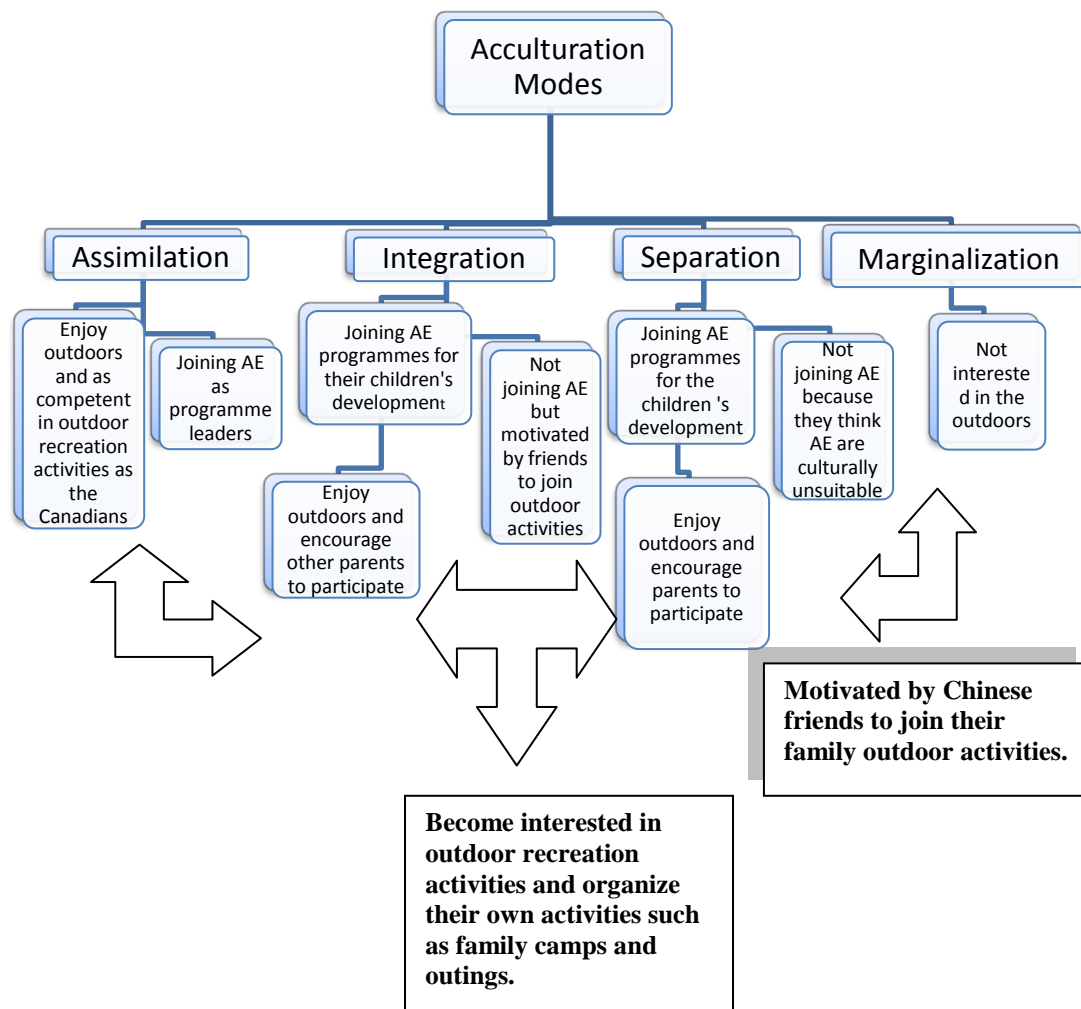 Acculturation
Modes
Assimilation
Integration
Separation
Marginalization
Enjoy
outdoors
and as
competent
in outdoor
recreation
activities as
the
Canadians
Joining AE
as
programme
leaders
Joining AE
programmes for
their children's
development
Enjoy
outdoors and
encourage
other parents
to participate
Not
joining AE
but
motivated
by friends
to join
outdoor
activities
Joining AE
programmes
for the
children 's
development
Enjoy
outdoors and
encourage
parents to
participate
Not
joining AE
because
they think
AE are
culturally
unsuitable
Not
intereste
d in the
outdoors
Motivated by Chinese
friends to join their
family outdoor activities.
Become interested in
outdoor recreation
activities and organize
their own activities such
as family camps and
outings.